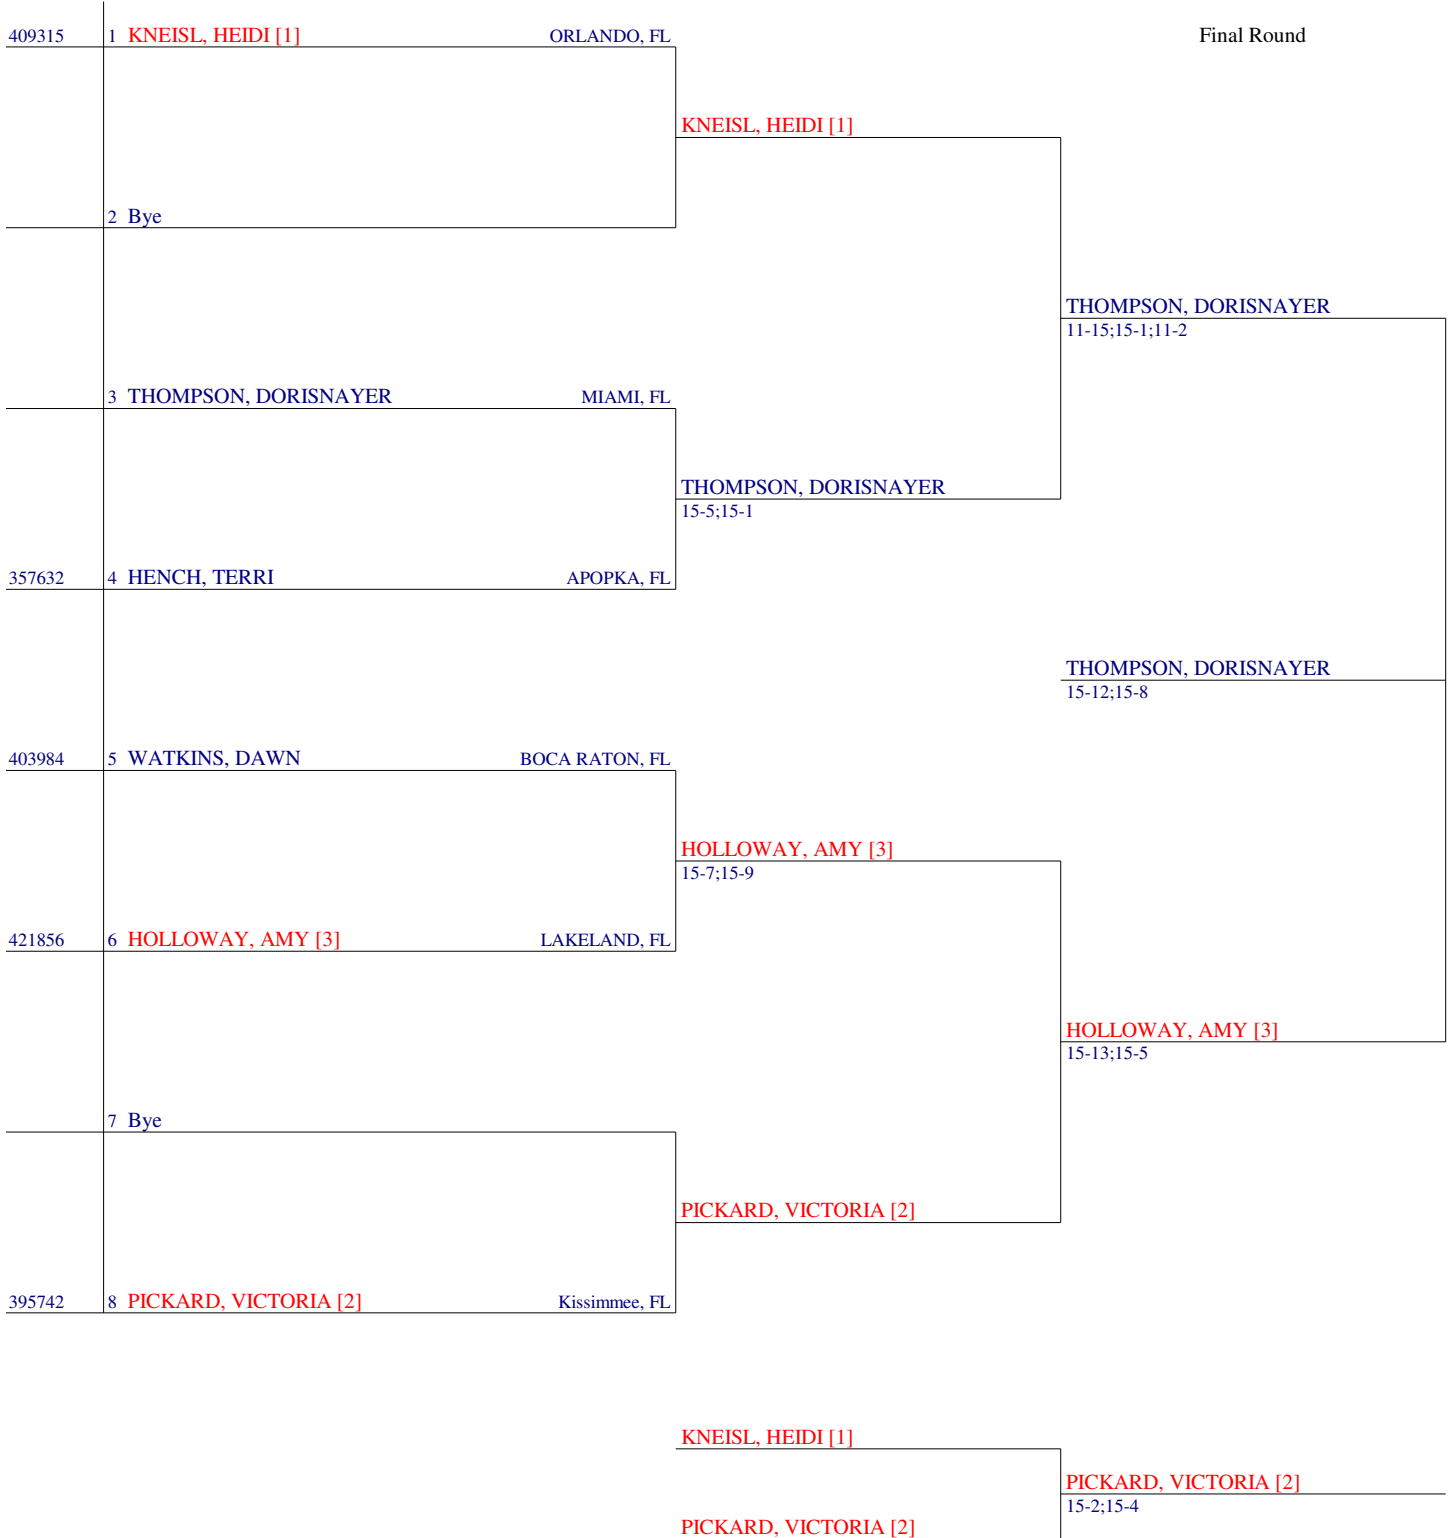 409315 1 KNEISL, HEIDI [1] ORLANDO, FL Final Round
KNEISL, HEIDI [1]
2 Bye
THOMPSON, DORISNAYER
11-15;15-1;11-2
3 THOMPSON, DORISNAYER MIAMI, FL
THOMPSON, DORISNAYER
15-5;15-1
357632 4 HENCH, TERRI APOPKA, FL
THOMPSON, DORISNAYER
15-12;15-8
403984 5 WATKINS, DAWN BOCA RATON, FL
HOLLOWAY, AMY [3]
15-7;15-9
421856 6 HOLLOWAY, AMY [3] LAKELAND, FL
HOLLOWAY, AMY [3]
15-13;15-5
7 Bye
PICKARD, VICTORIA [2]
395742 8 PICKARD, VICTORIA [2] Kissimmee, FL
KNEISL, HEIDI [1]
PICKARD, VICTORIA [2]
15-2;15-4
PICKARD, VICTORIA [2]